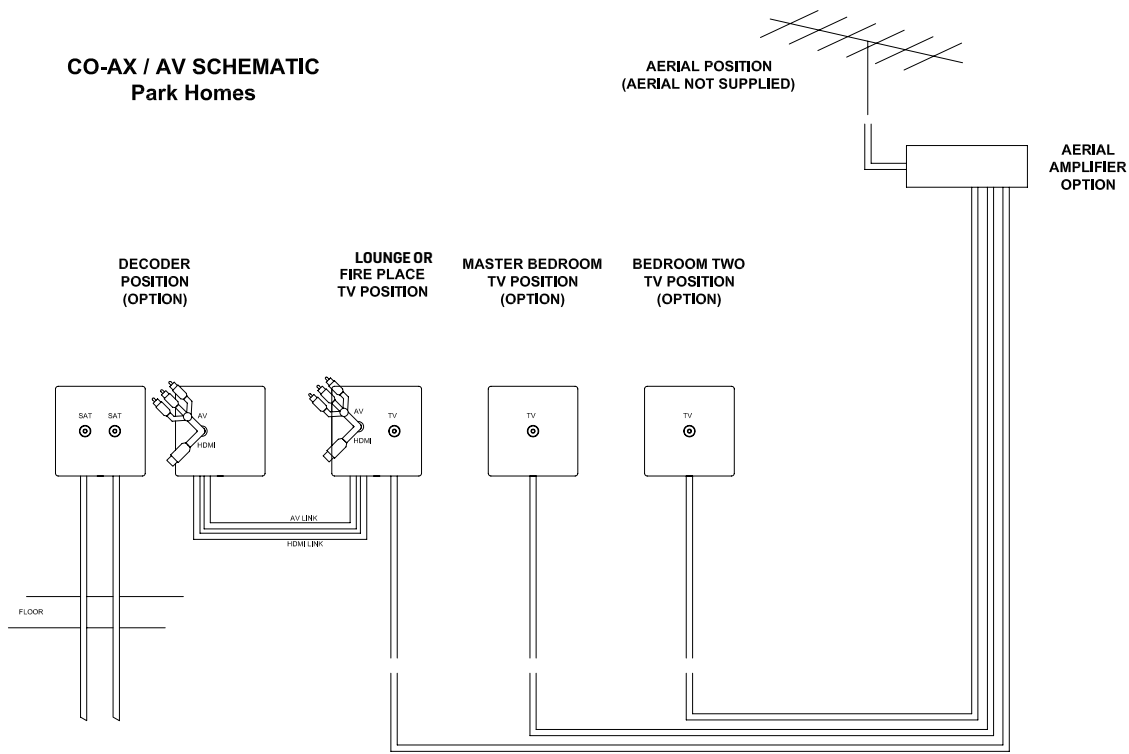 CO-AX / AV SCHEMATIC
Park Homes
AERIAL POSITION
(AERIAL NOT SUPPLIED)
AERIAL
AMPLIFIER
OPTION
DECODER
POSITION
(OPTION)
LOUNGE OR
FIRE PLACE
TV POSITION
MASTER BEDROOM
TV POSITION
(OPTION)
BEDROOM TWO
TV POSITION
(OPTION)
SAT SAT
AV
HDMI
AV
TV
HDMI
TV
TV
AV LINK
HDMI LINK
FLOOR